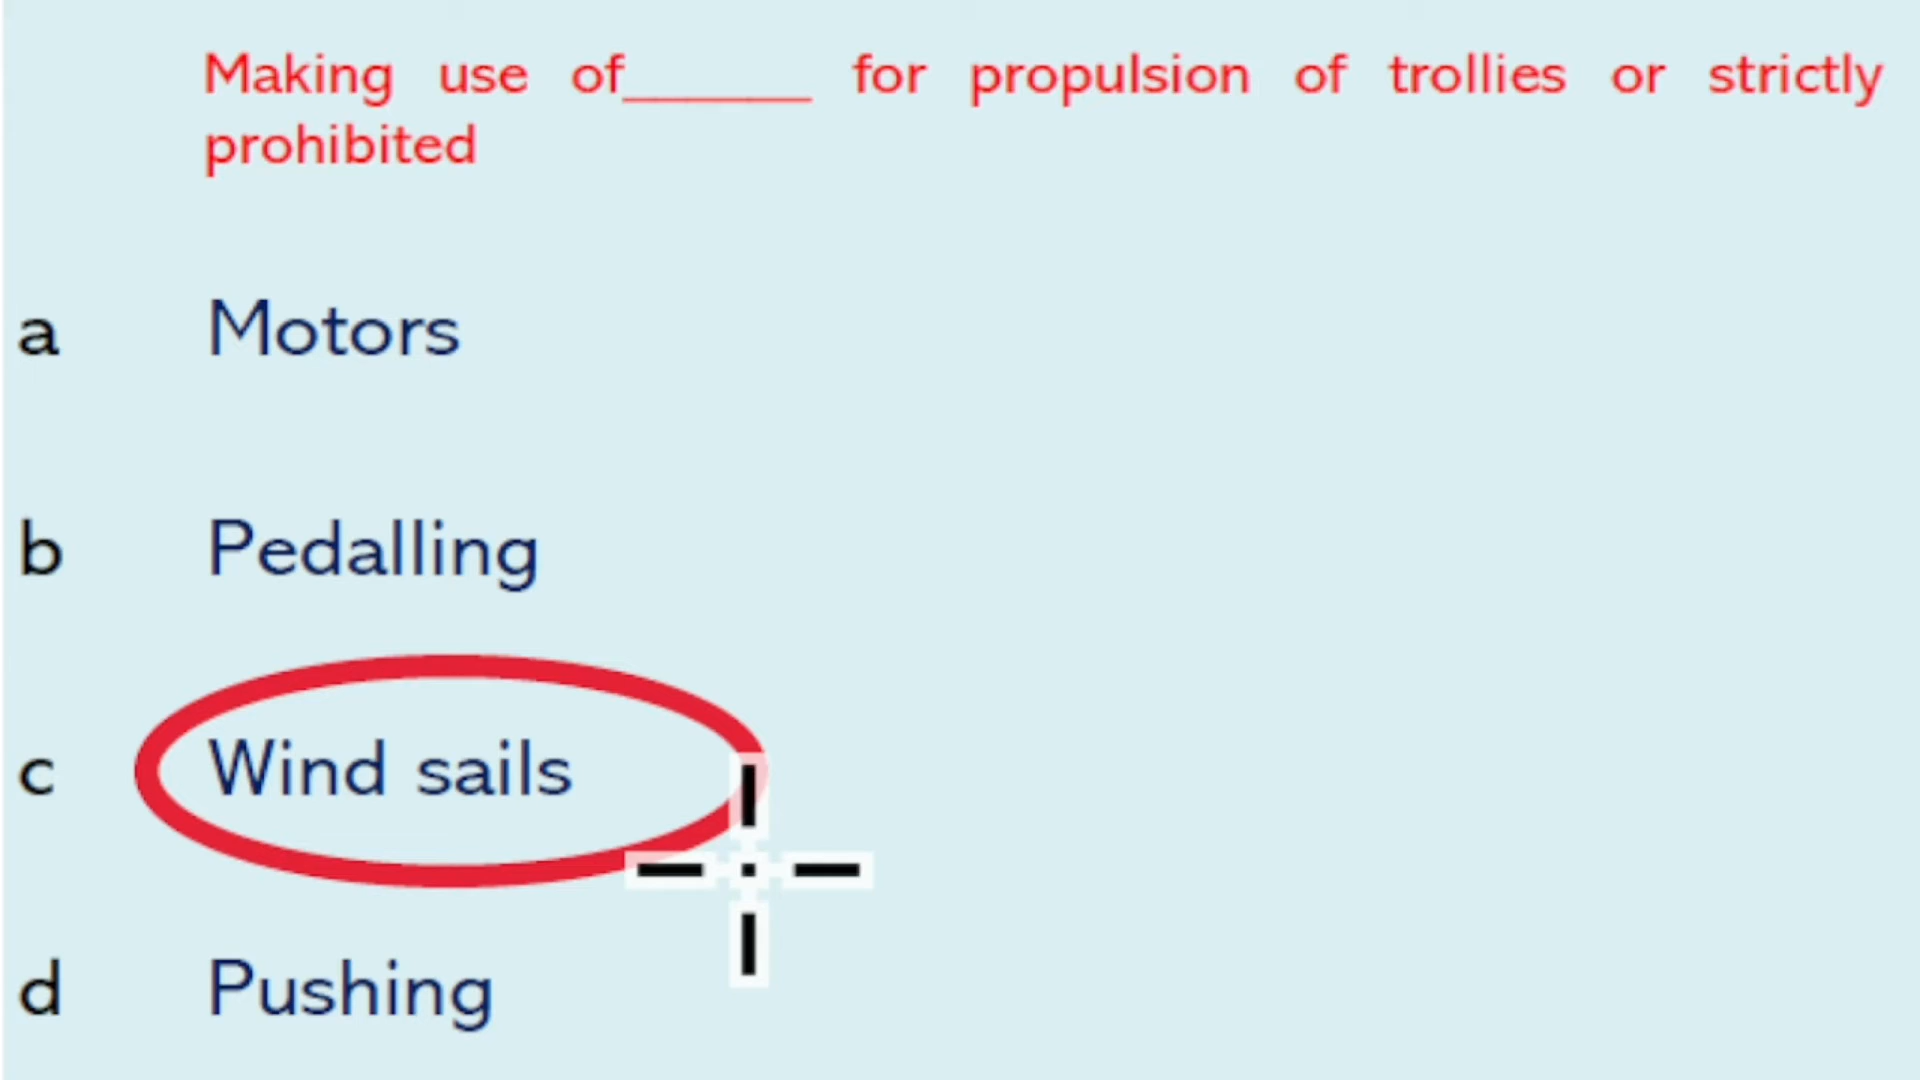 Making use of______ for propulsion of trollies or strictly
prohibited
a Motors
b Pedalling
c Wind sails
d Pushing